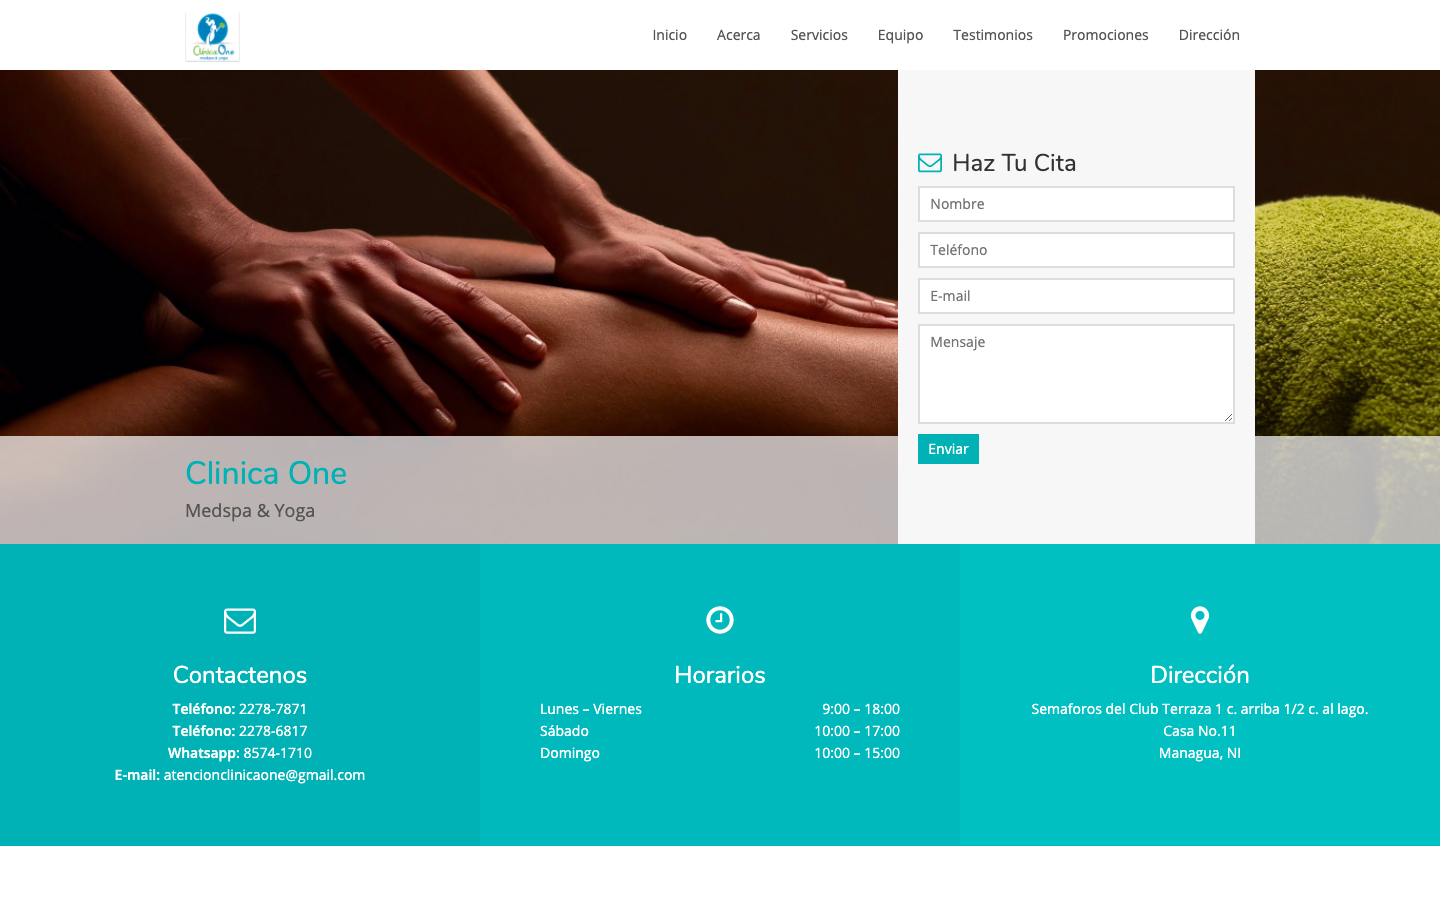 Clínica One
medspa & yoga
Inicio
Acerca
Servicios
Equipo
Testimonios
Promociones
Dirección
Haz Tu Cita
Nombre
Teléfono
E-mail
Mensaje
Enviar
Clinica One
Medspa & Yoga
Contactenos
Teléfono: 2278-7871
Teléfono: 2278-6817
Whatsapp: 8574-1710
E-mail: atencionclinicaone@gmail.com
Horarios
Lunes – Viernes 9:00 – 18:00
Sábado 10:00 – 17:00
Domingo 10:00 – 15:00
Dirección
Semaforos del Club Terraza 1 c. arriba 1/2 c. al lago.
Casa No.11
Managua, NI